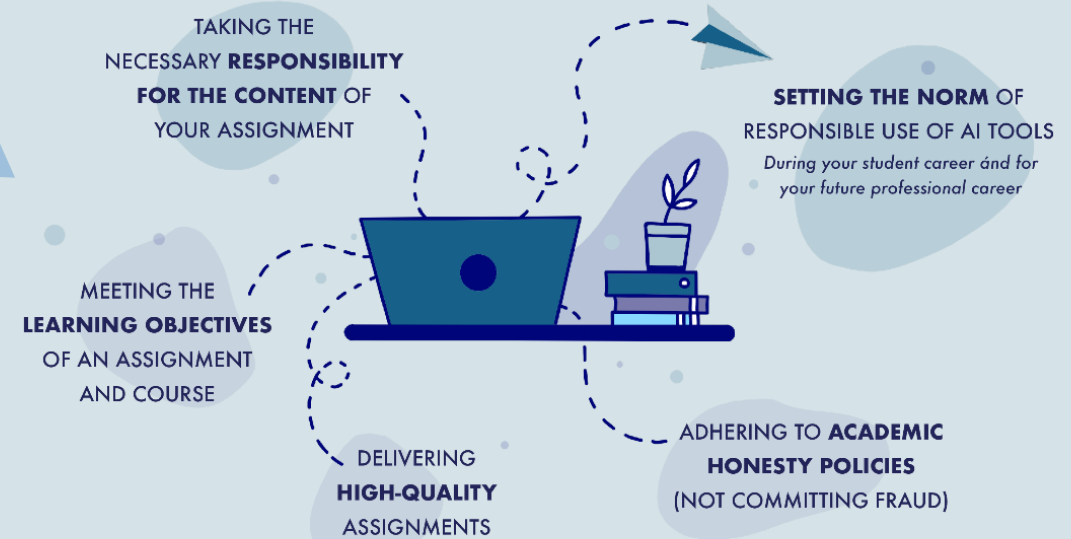 TAKING THE
NECESSARY RESPONSIBILITY
FOR THE CONTENT OF
YOUR ASSIGNMENT
SETTING THE NORM OF
RESPONSIBLE USE OF AI TOOLS
During your student career ánd for
your future professional career
MEETING THE
LEARNING OBJECTIVES
OF AN ASSIGNMENT
AND COURSE
DELIVERING
HIGH-QUALITY
ASSIGNMENTS
ADHERING TO ACADEMIC
HONESTY POLICIES
(NOT COMMITTING FRAUD)